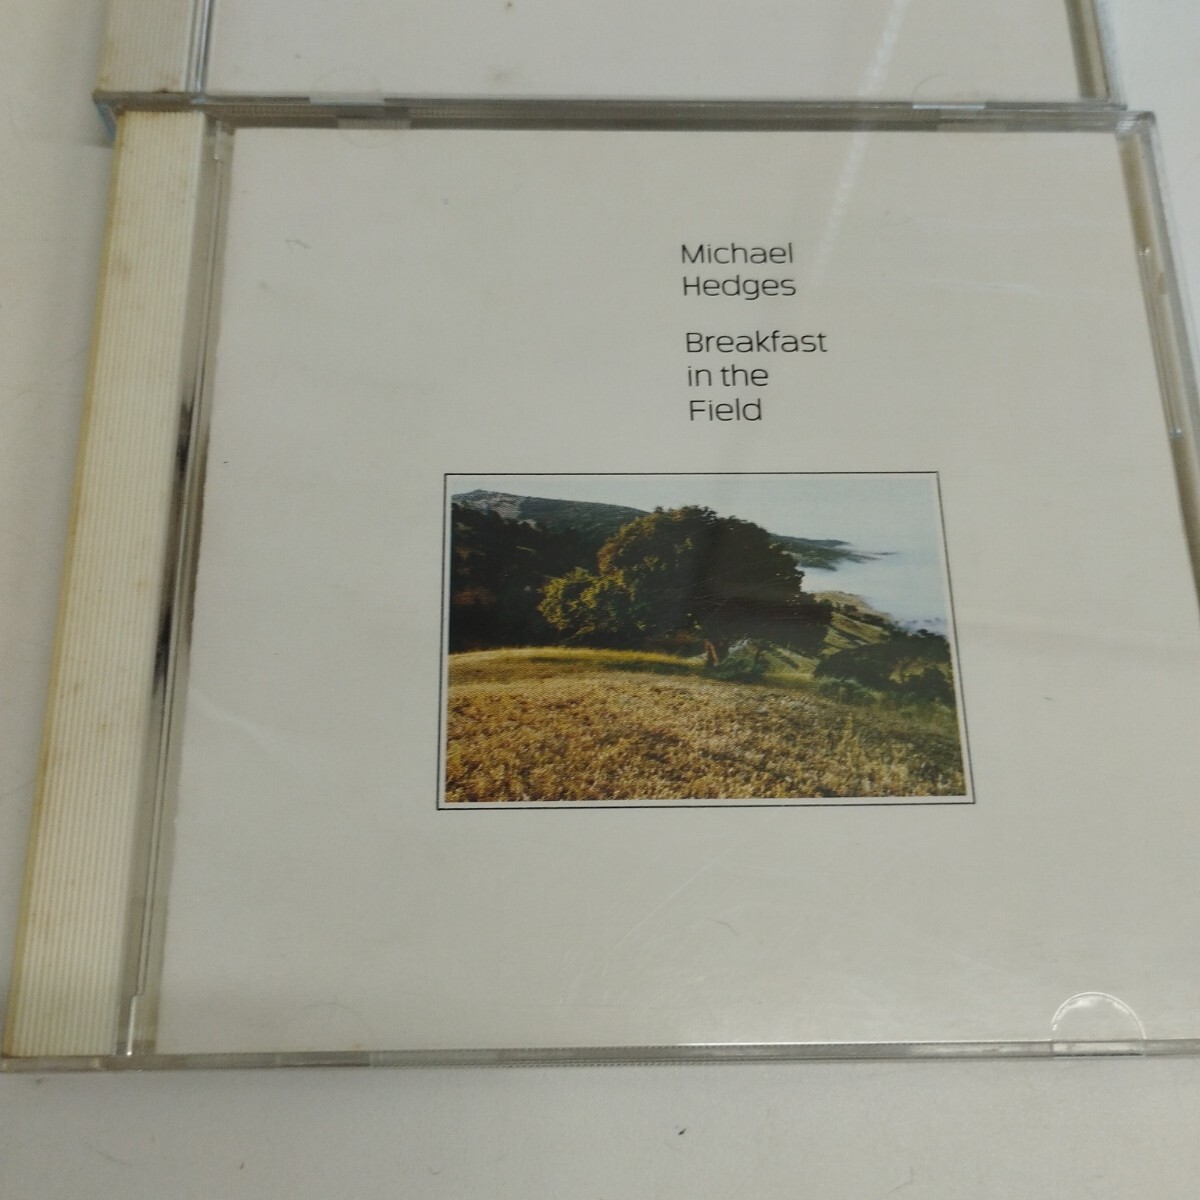 Michael
Hedges
Breakfast
in the
Field